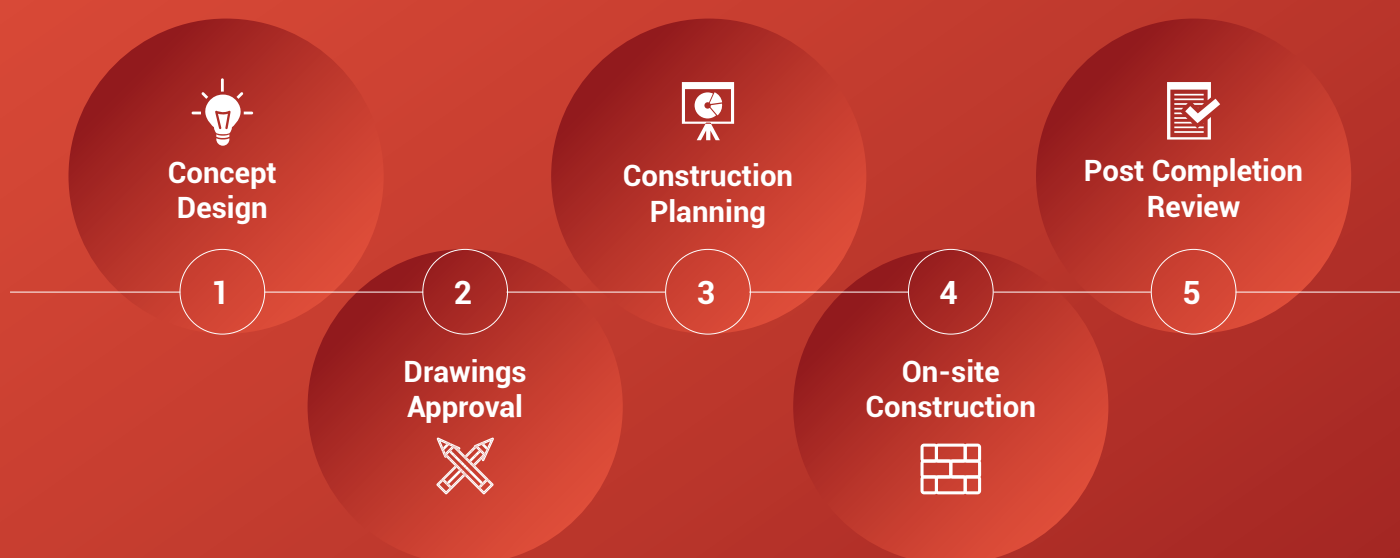 Concept
Design
1
2
Drawings
Approval
Construction
Planning
3
4
On-site
Construction
Post Completion
Review
5